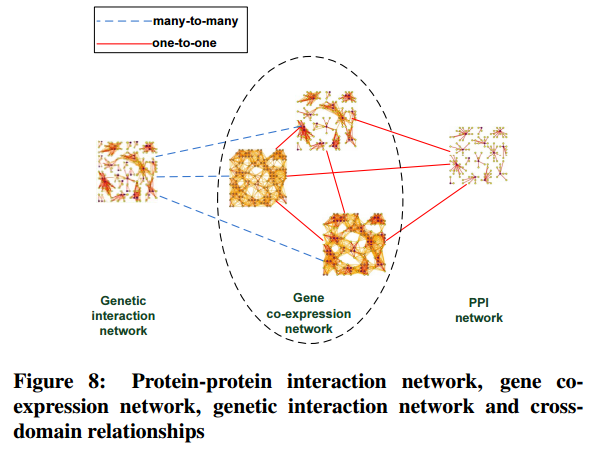 many-to-many
one-to-one
Genetic
interaction
network
Gene
co-expression
network
PPI
network
Figure 8: Protein-protein interaction network, gene co-
expression network, genetic interaction network and cross-
domain relationships